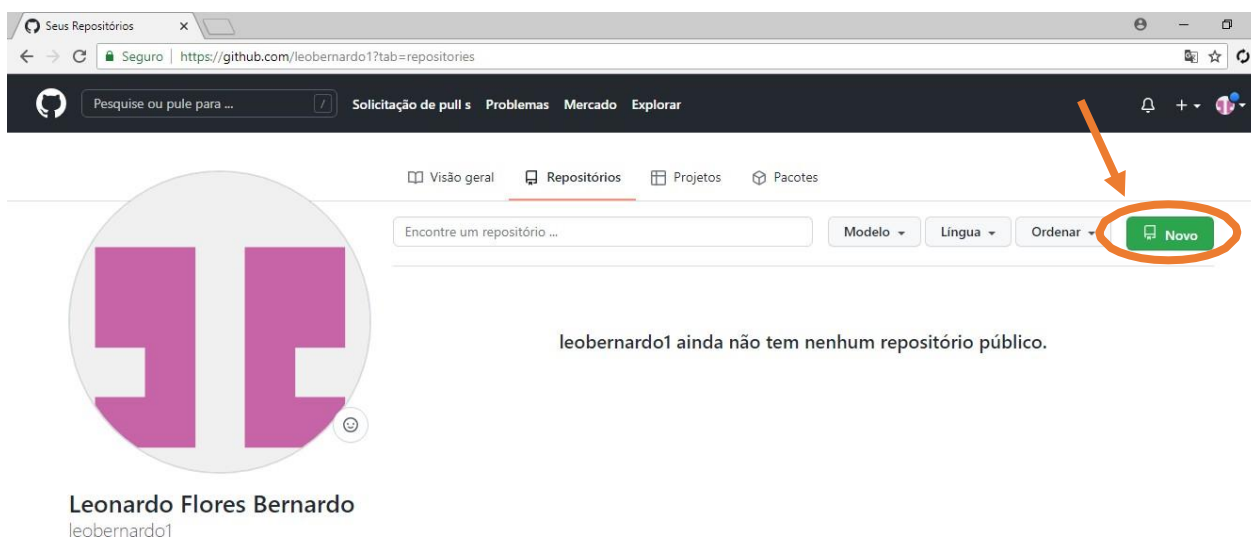 Seus Repositórios
Seguro | https://github.com/leobernardo1?tab=repositories
Pesquise ou pule para ... / Solicitação de pull s Problemas Mercado Explorar
Visão geral Repositórios Projetos Pacotes
Encontre um repositório ... Modelo Língua Ordenar Novo
leobernardo1 ainda não tem nenhum repositório público.
Leonardo Flores Bernardo
leobernardo1